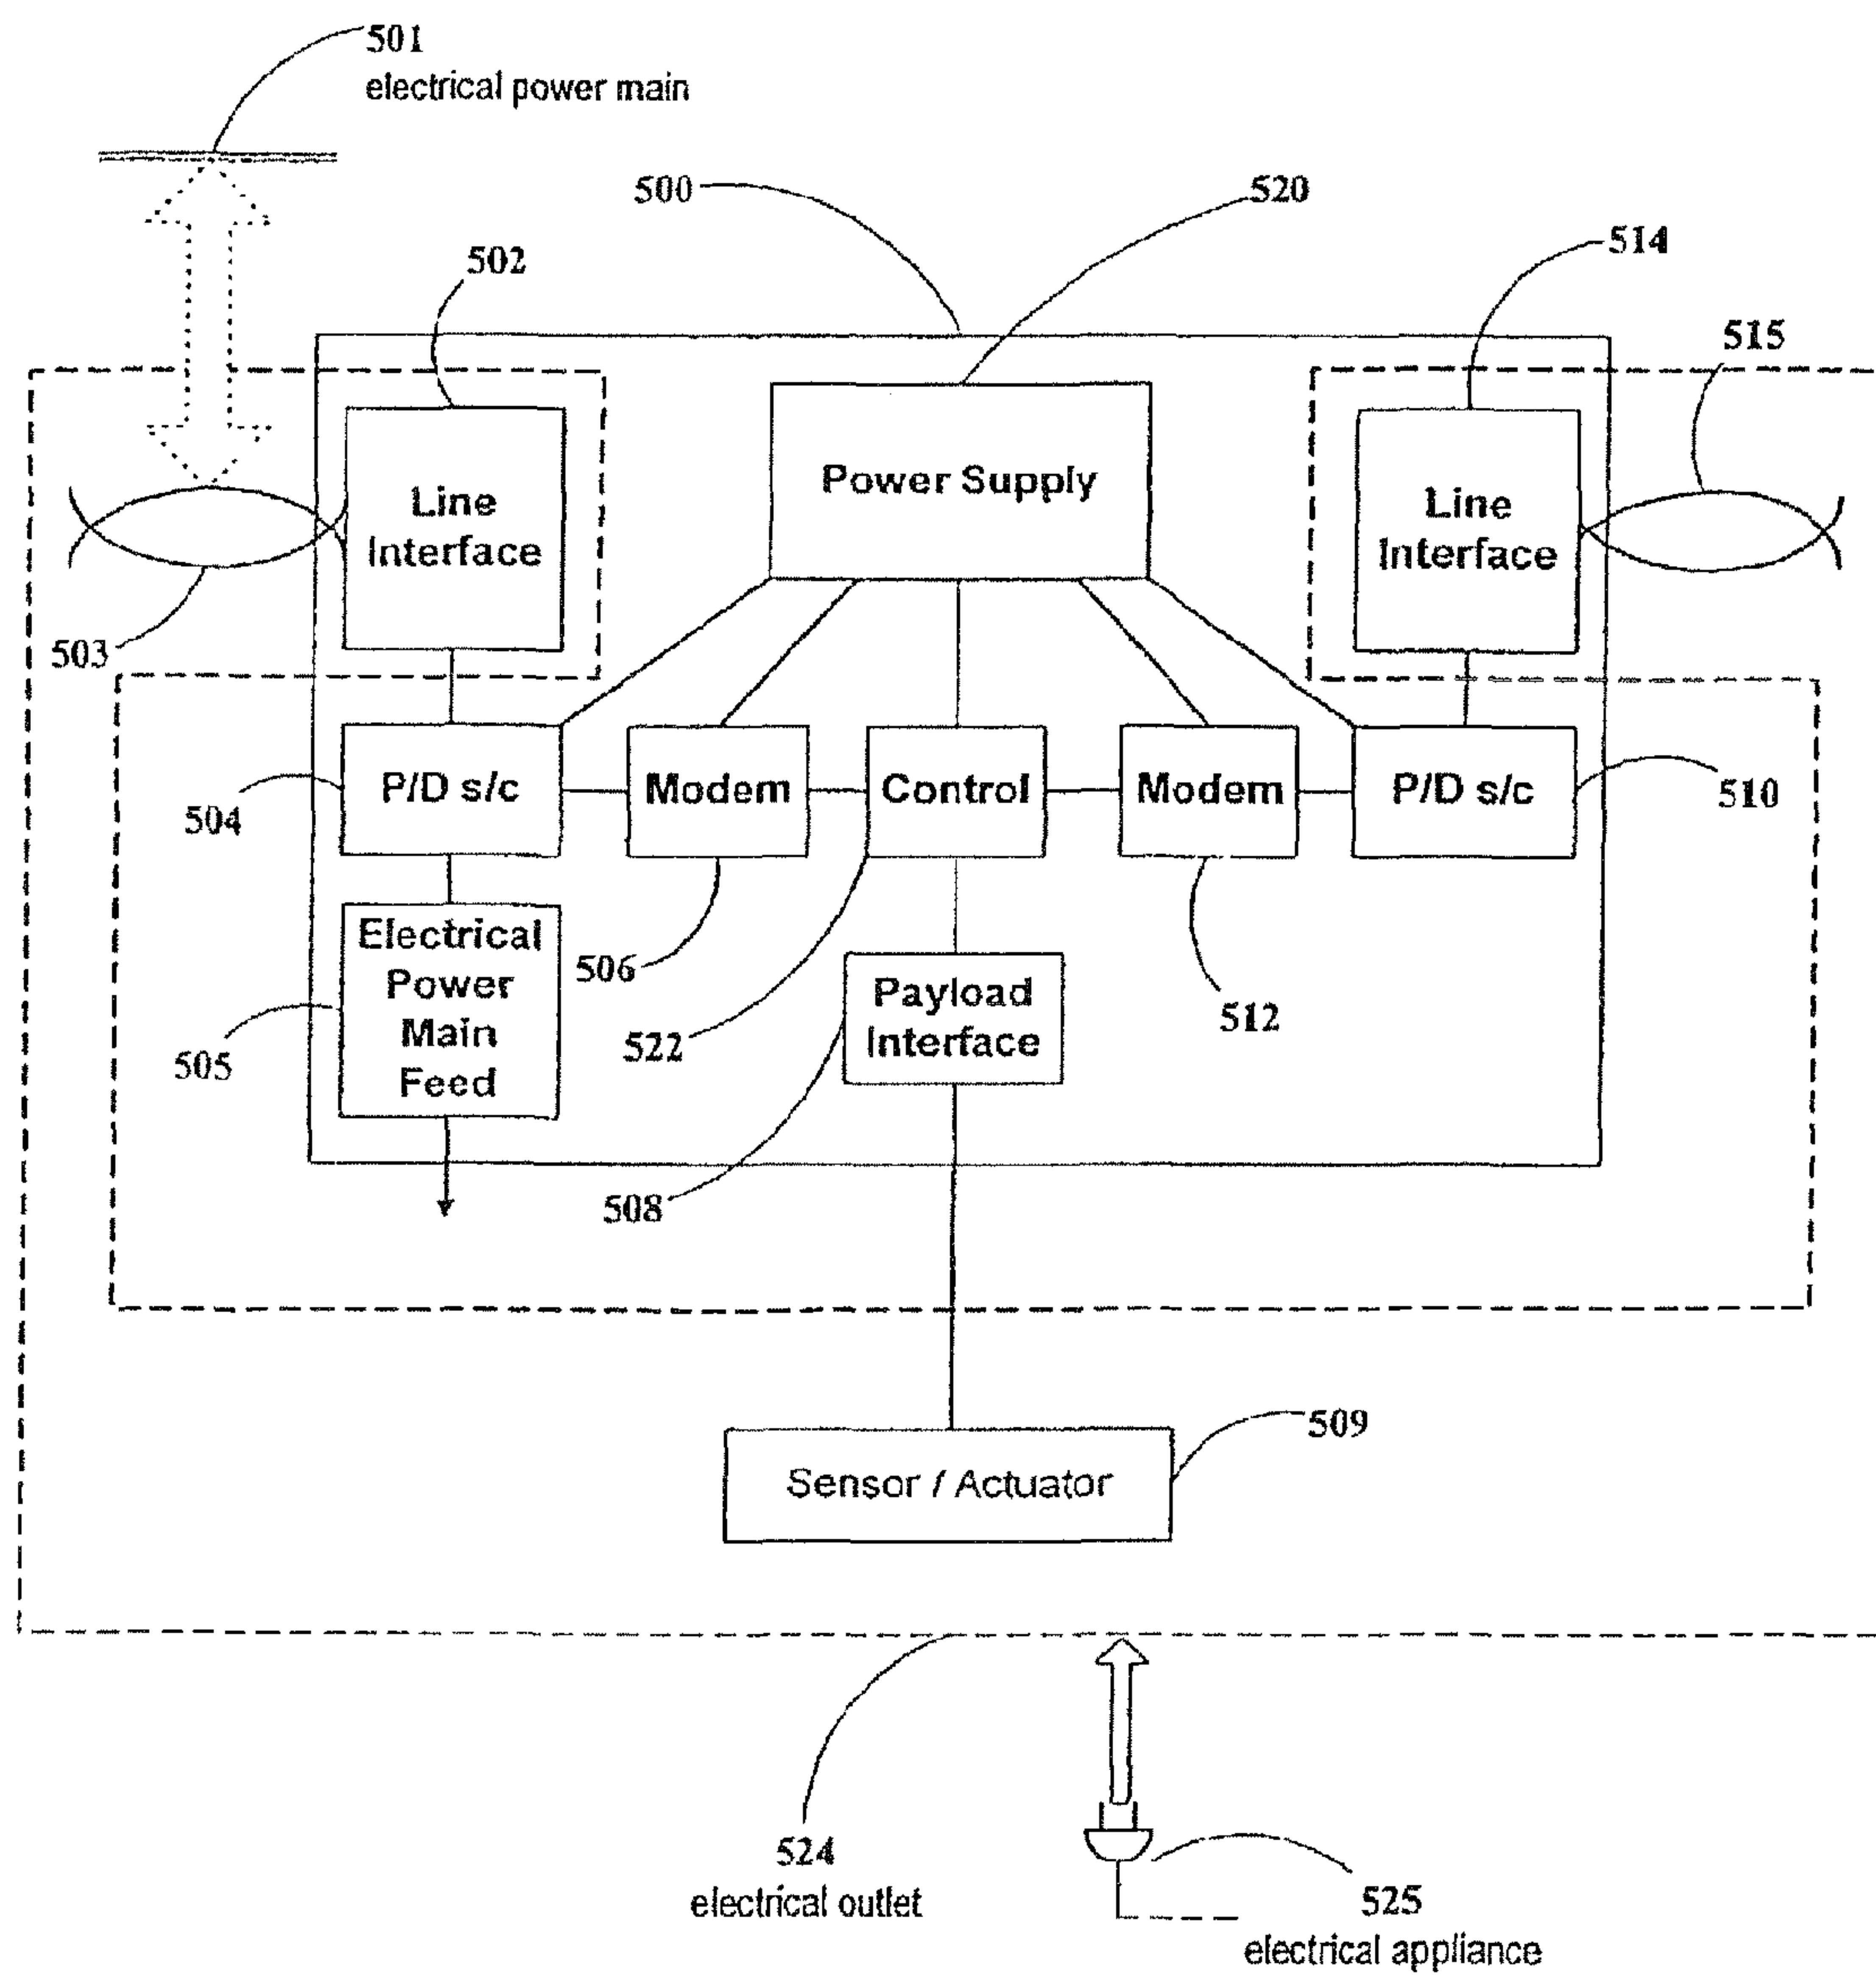 501
electrical power main
500
520
502
514
515
Power Supply
Line
Interface
Line
Interface
503
P/D s/c
Modem
Control
Modem
P/D s/c
504
510
Electrical
Power
Main
Feed
506
Payload
Interface
512
522
505
508
509
Sensor / Actuator
524
electrical outlet
525
electrical appliance